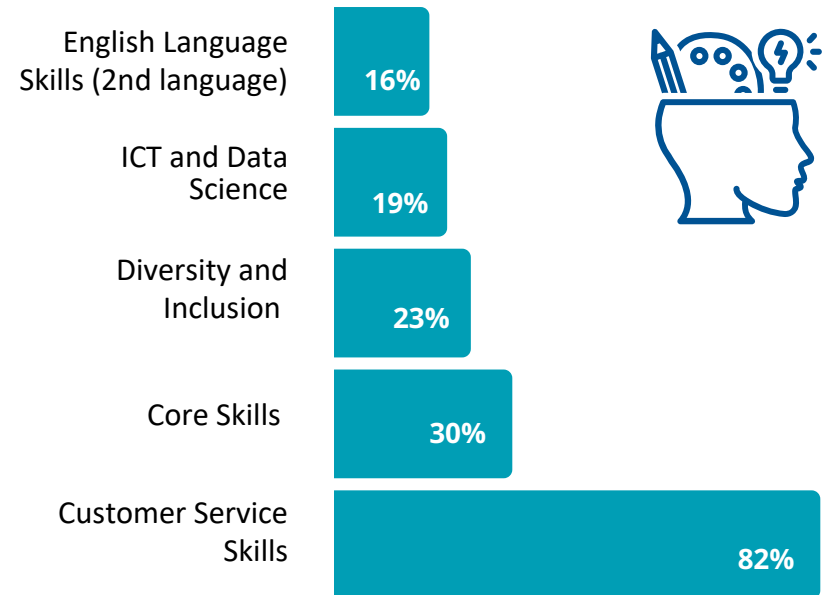 English Language
Skills (2nd language)
16%
ICT and Data
Science
19%
Diversity and
Inclusion
23%
Core Skills
30%
Customer Service
Skills
82%